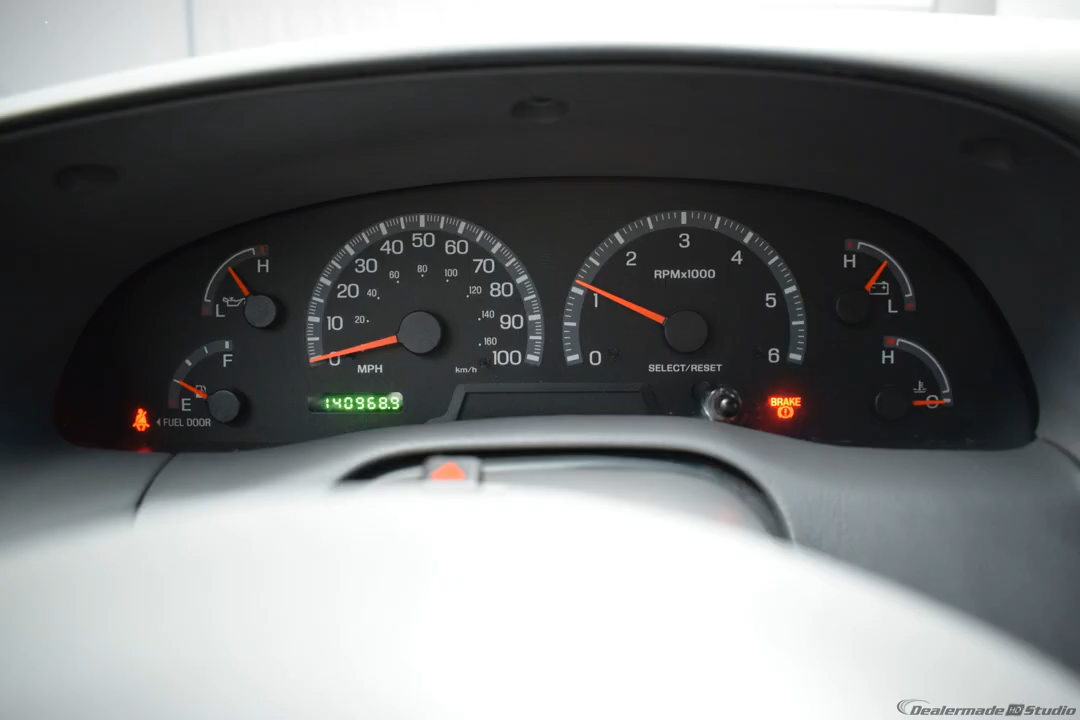 H
L
F
E
FUEL DOOR
0 10 20 30 40 50 60 70 80 90 100
20 40 60 80 100 120 140 160
km/h
MPH
140968.9
0 1 2 3 4 5 6
RPMx1000
SELECT/RESET
BRAKE
H
L
H
C
Dealermade HQ Studio